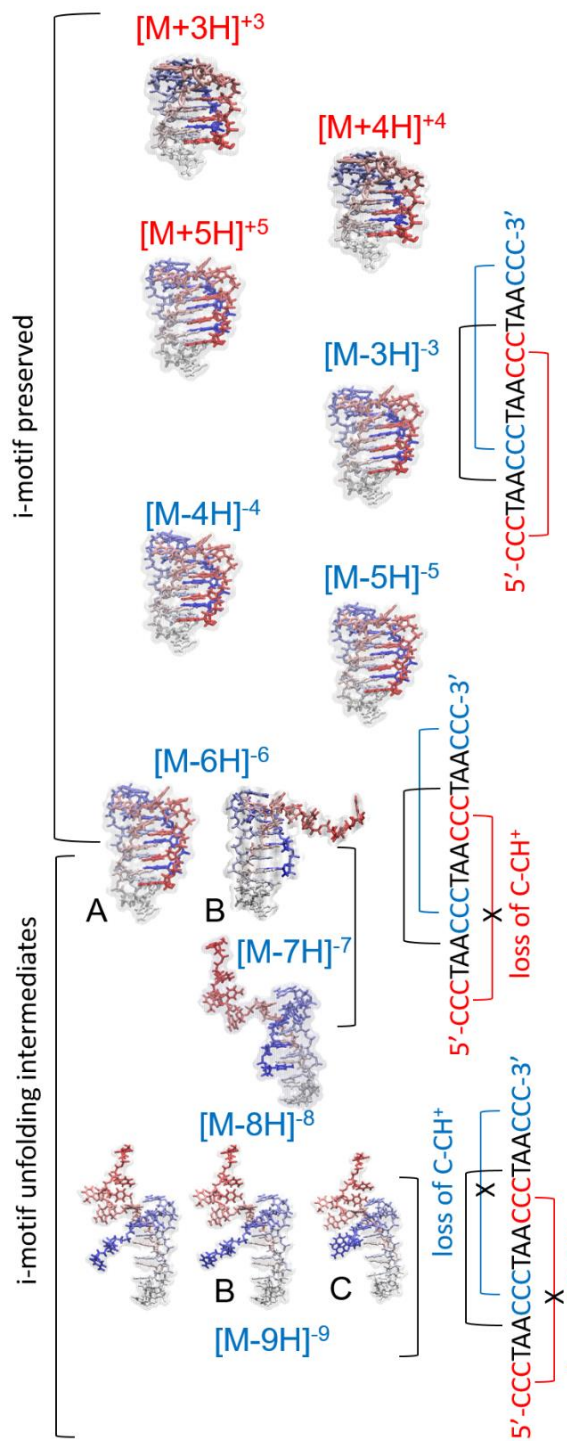 i-motif preserved
[M+3H]+3
[M+4H]+4
[M+5H]+5
[M-3H]-3
5'-CCCTAACCCTAACCCTAACCC-3'
[M-4H]-4
[M-5H]-5
[M-6H]-6
A
B
5'-CCCTAACCCTAACCCTAACCC-3'
X
loss of C-CH+
i-motif unfolding intermediates
[M-7H]-7
[M-8H]-8
B
C
[M-9H]-9
loss of C-CH+
5'-CCCTAACCCTAACCCTAACCC-3'
X
X